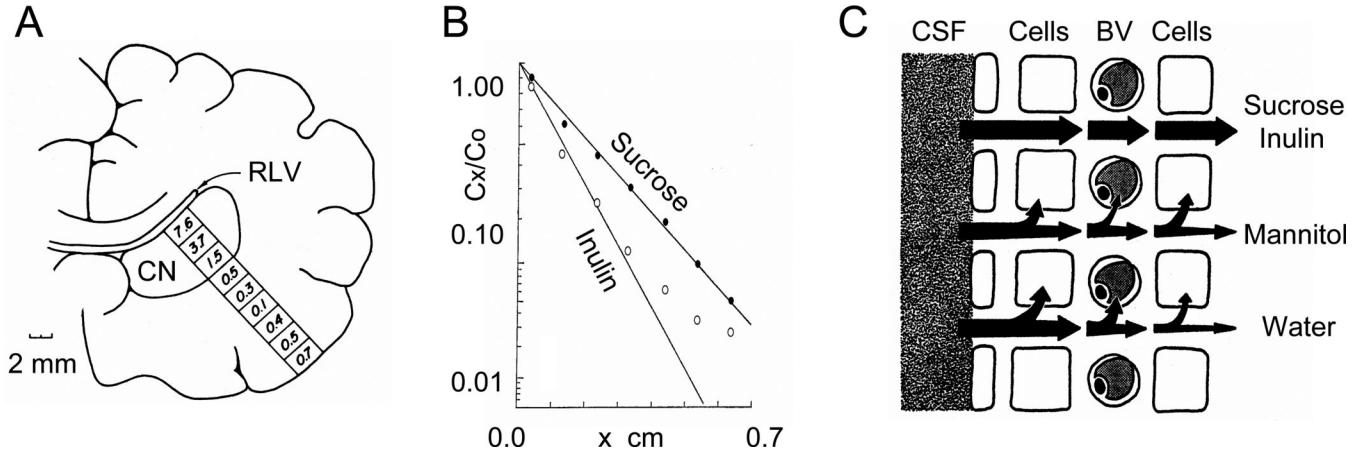 A
RLV
CN
7.6
3.7
1.5
0.5
0.3
0.1
0.4
0.5
0.7
2 mm
B
Cx/Co
1.00
0.10
0.01
Sucrose
Inulin
0.0
x cm
0.7
C
CSF Cells BV Cells
Sucrose
Inulin
Mannitol
Water